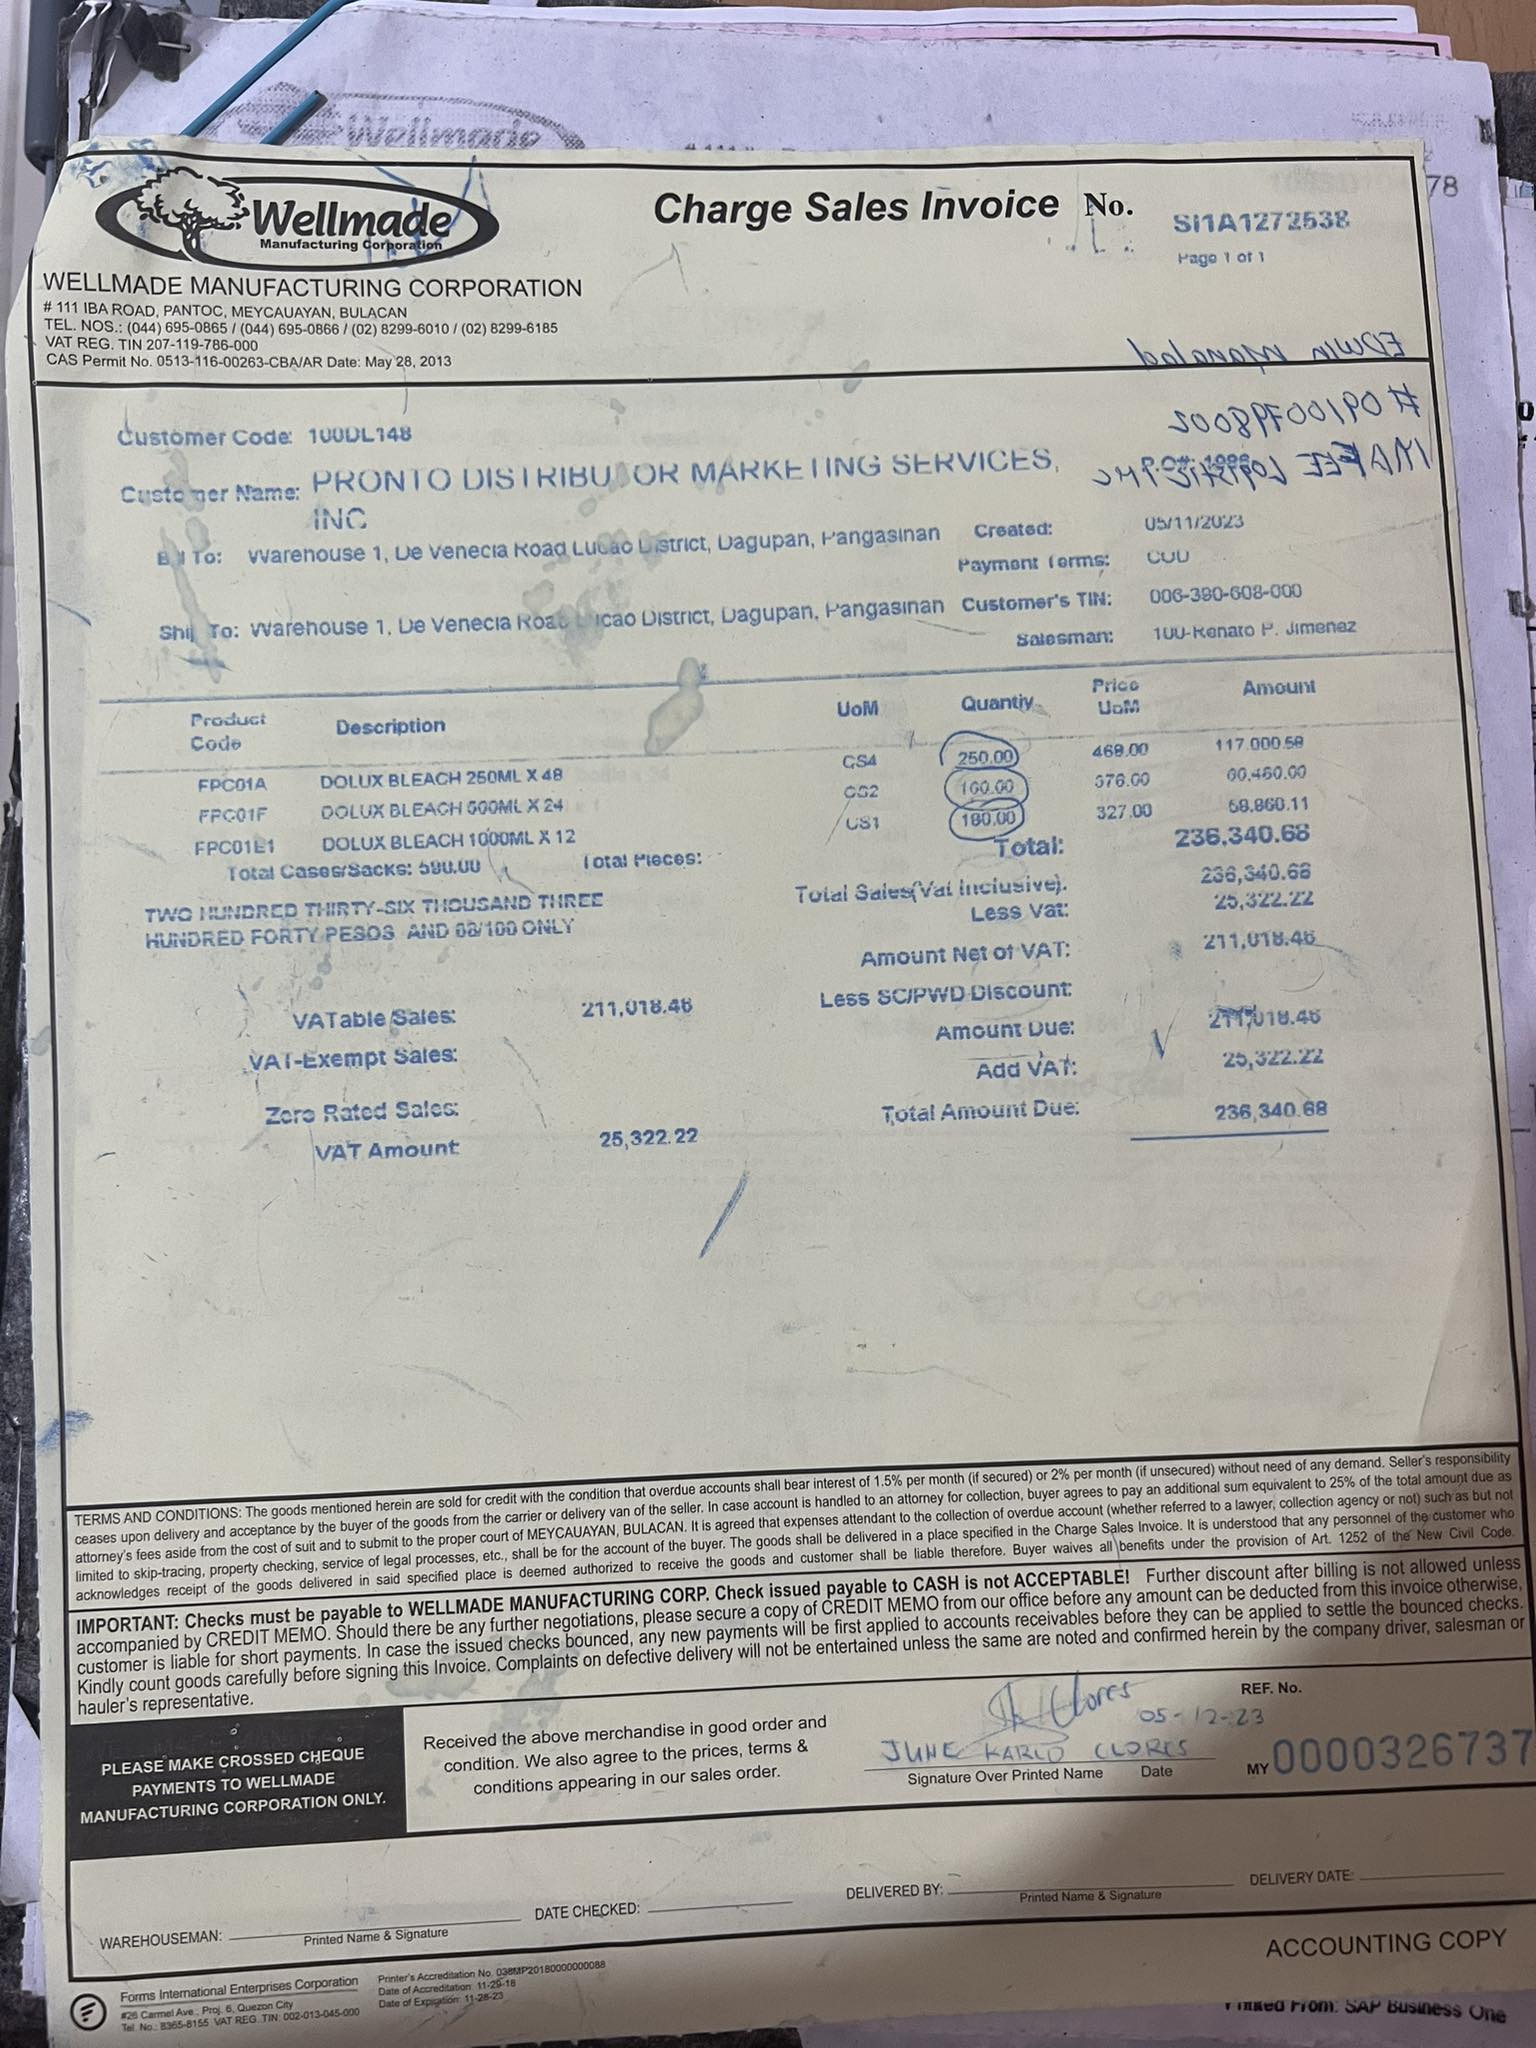 Wellmade
Manufacturing Corporation
Charge Sales Invoice No.
SI1A1272538
Page 1 of 1
WELLMADE MANUFACTURING CORPORATION
# 111 IBA ROAD, PANTOC, MEYCAUAYAN, BULACAN
TEL. NOS.: (044) 695-0865 / (044) 695-0866 / (02) 8299-6010 / (02) 8299-6185
VAT REG. TIN 207-119-786-000
CAS Permit No. 0513-116-00263-CBA/AR Date: May 28, 2013
Customer Code: 100DL148
Customer Name: PRONTO DISTRIBUTOR MARKETING SERVICES,
INC
P.O#:
Bill To: Warehouse 1, De Venecia Road Lucao District, Dagupan, Pangasinan
Created: 05/11/2023
Payment Terms: COD
Ship To: Warehouse 1, De Venecia Road Lucao District, Dagupan, Pangasinan
Customer's TIN: 006-390-608-000
Salesman: 100-Renato P. Jimenez
Product Code Description UoM Quantiy Price UoM Amount
FPC01A DOLUX BLEACH 250ML X 48 CS4 250.00 468.00 117,000.58
FPC01F DOLUX BLEACH 500ML X 24 CS2 160.00 376.00 60,460.00
FPC01E1 DOLUX BLEACH 1000ML X 12 CS1 180.00 327.00 58,860.11
Total Cases/Sacks: 590.00 Total Pieces:
Total: 236,340.68
TWO HUNDRED THIRTY-SIX THOUSAND THREE
HUNDRED FORTY PESOS AND 68/100 ONLY
Total Sales(Vat Inclusive). 236,340.68
Less Vat: 25,322.22
Amount Net of VAT: 211,018.46
Less SC/PWD Discount:
VATable Sales: 211,018.46
Amount Due: 211,018.46
VAT-Exempt Sales:
Add VAT: 25,322.22
Zero Rated Sales:
Total Amount Due: 236,340.68
VAT Amount 25,322.22
TERMS AND CONDITIONS: The goods mentioned herein are sold for credit with the condition that overdue accounts shall bear interest of 1.5% per month (if secured) or 2% per month (if unsecured) without need of any demand. Seller's responsibility
ceases upon delivery and acceptance by the buyer of the goods from the carrier or delivery van of the seller. In case account is handled to an attorney for collection, buyer agrees to pay an additional sum equivalent to 25% of the total amount due as
attorney's fees aside from the cost of suit and to submit to the proper court of MEYCAUAYAN, BULACAN. It is agreed that expenses attendant to the collection of overdue account (whether referred to a lawyer, collection agency or not) such as but not
limited to skip-tracing, property checking, service of legal processes, etc., shall be for the account of the buyer. The goods shall be delivered in a place specified in the Charge Sales Invoice. It is understood that any personnel of the customer who
acknowledges receipt of the goods delivered in said specified place is deemed authorized to receive the goods and customer shall be liable therefore. Buyer waives all benefits under the provision of Art. 1252 of the New Civil Code.
IMPORTANT: Checks must be payable to WELLMADE MANUFACTURING CORP. Check issued payable to CASH is not ACCEPTABLE! Further discount after billing is not allowed unless
accompanied by CREDIT MEMO. Should there be any further negotiations, please secure a copy of CREDIT MEMO from our office before any amount can be deducted from this invoice otherwise,
customer is liable for short payments. In case the issued checks bounced, any new payments will be first applied to accounts receivables before they can be applied to settle the bounced checks.
Kindly count goods carefully before signing this Invoice. Complaints on defective delivery will not be entertained unless the same are noted and confirmed herein by the company driver, salesman or
hauler's representative.
PLEASE MAKE CROSSED CHEQUE
PAYMENTS TO WELLMADE
MANUFACTURING CORPORATION ONLY.
Received the above merchandise in good order and
condition. We also agree to the prices, terms &
conditions appearing in our sales order.
Clores
05-12-23
JUNE KARLO CLORES
Signature Over Printed Name Date
REF. No.
MY 0000326737
WAREHOUSEMAN: DATE CHECKED: DELIVERED BY: DELIVERY DATE:
Printed Name & Signature Printed Name & Signature
ACCOUNTING COPY
Forms International Enterprises Corporation
#26 Carmel Ave., Proj. 6, Quezon City
Tel. No.: 8365-8155 VAT REG. TIN: 002-013-045-000
Printer's Accreditation No. 038MP20180000000088
Date of Accreditation: 11-29-18
Date of Expiration: 11-28-23
Printed From: SAP Business One
Wellmade
78